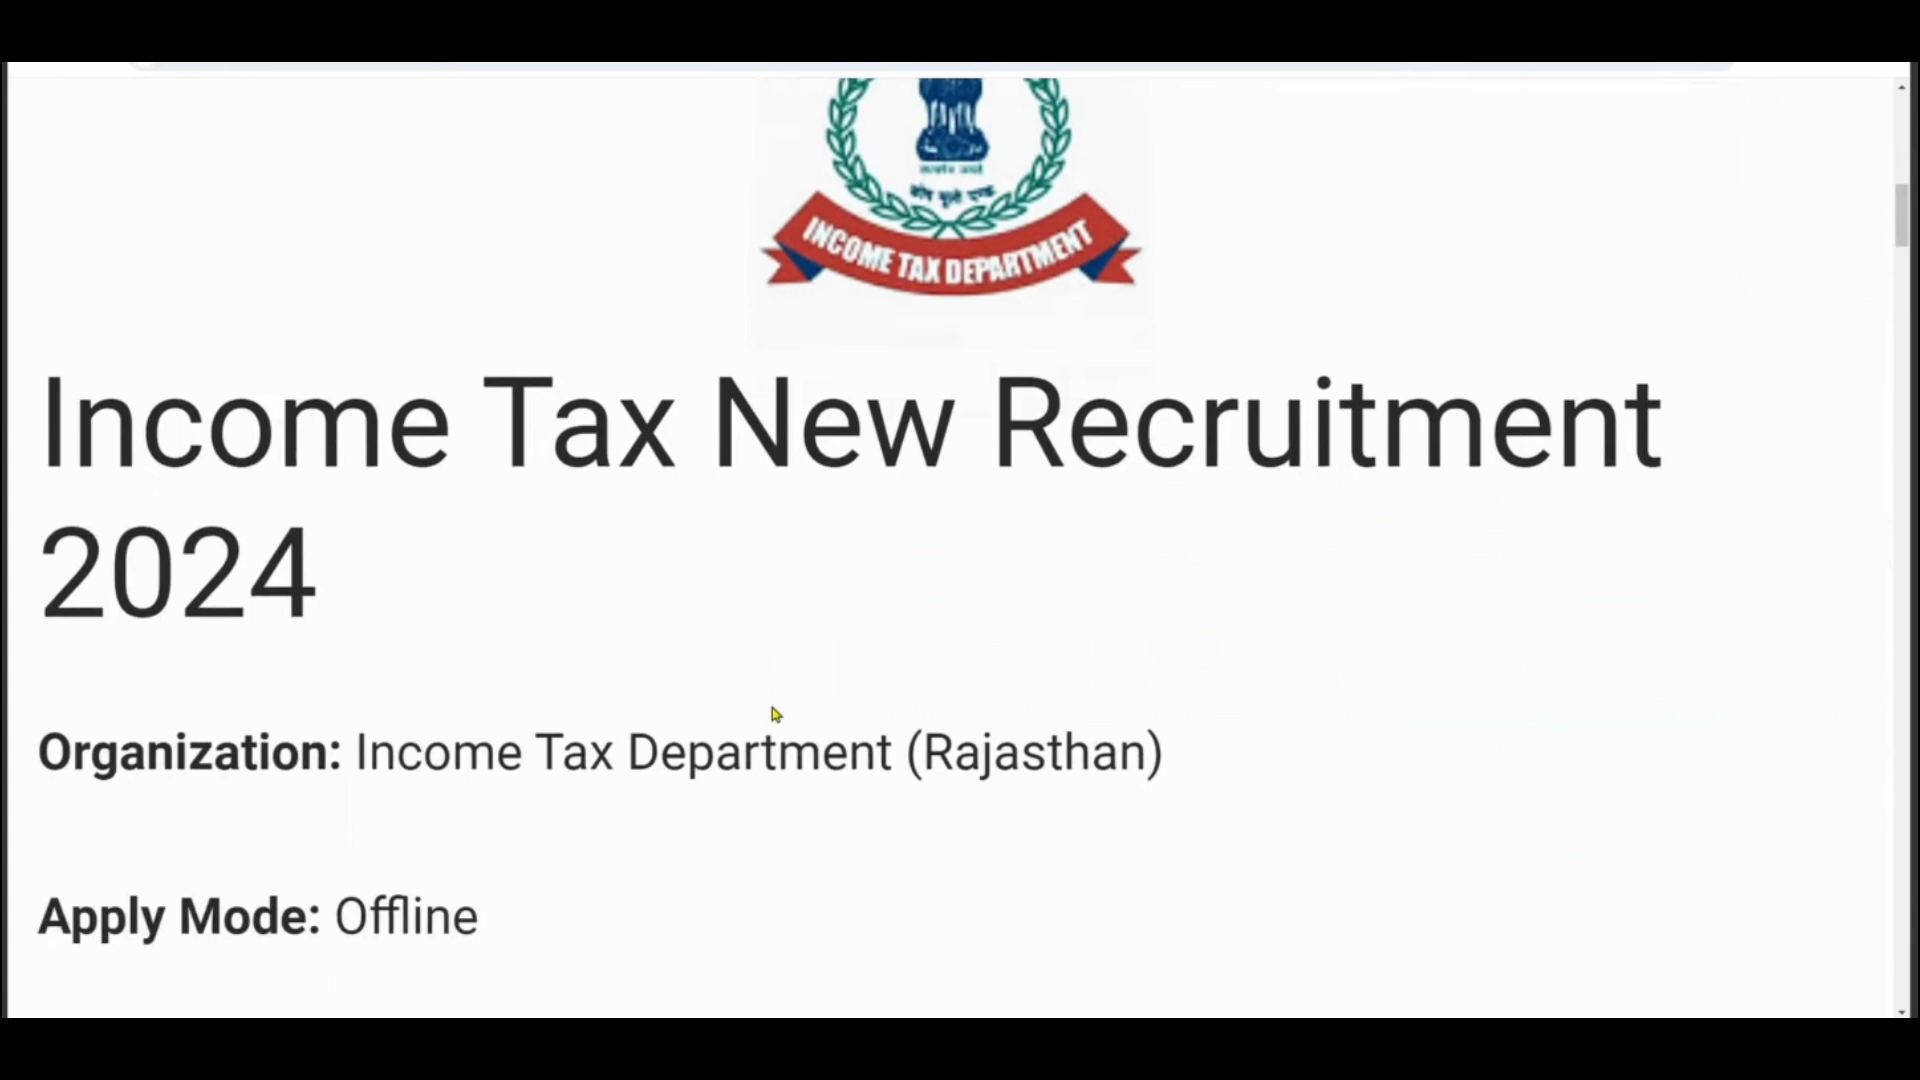 INCOME TAX DEPARTMENT
Income Tax New Recruitment
2024
Organization: Income Tax Department (Rajasthan)
Apply Mode: Offline